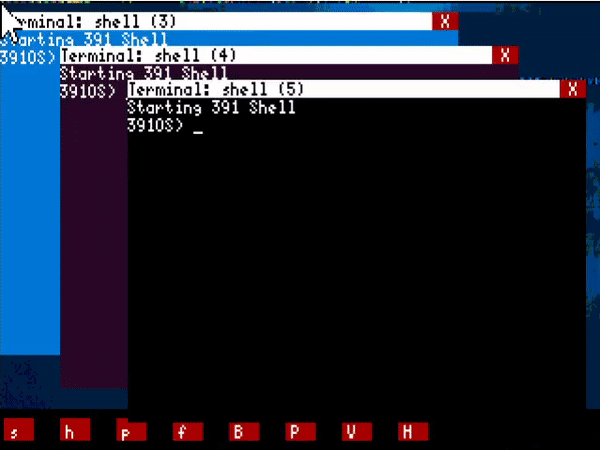 rminal: shell (3) X
Starting 391 Shell
391OS> Terminal: shell (4) X
Starting 391 Shell
391OS> Terminal: shell (5) X
Starting 391 Shell
391OS> _
s h p f B P V H